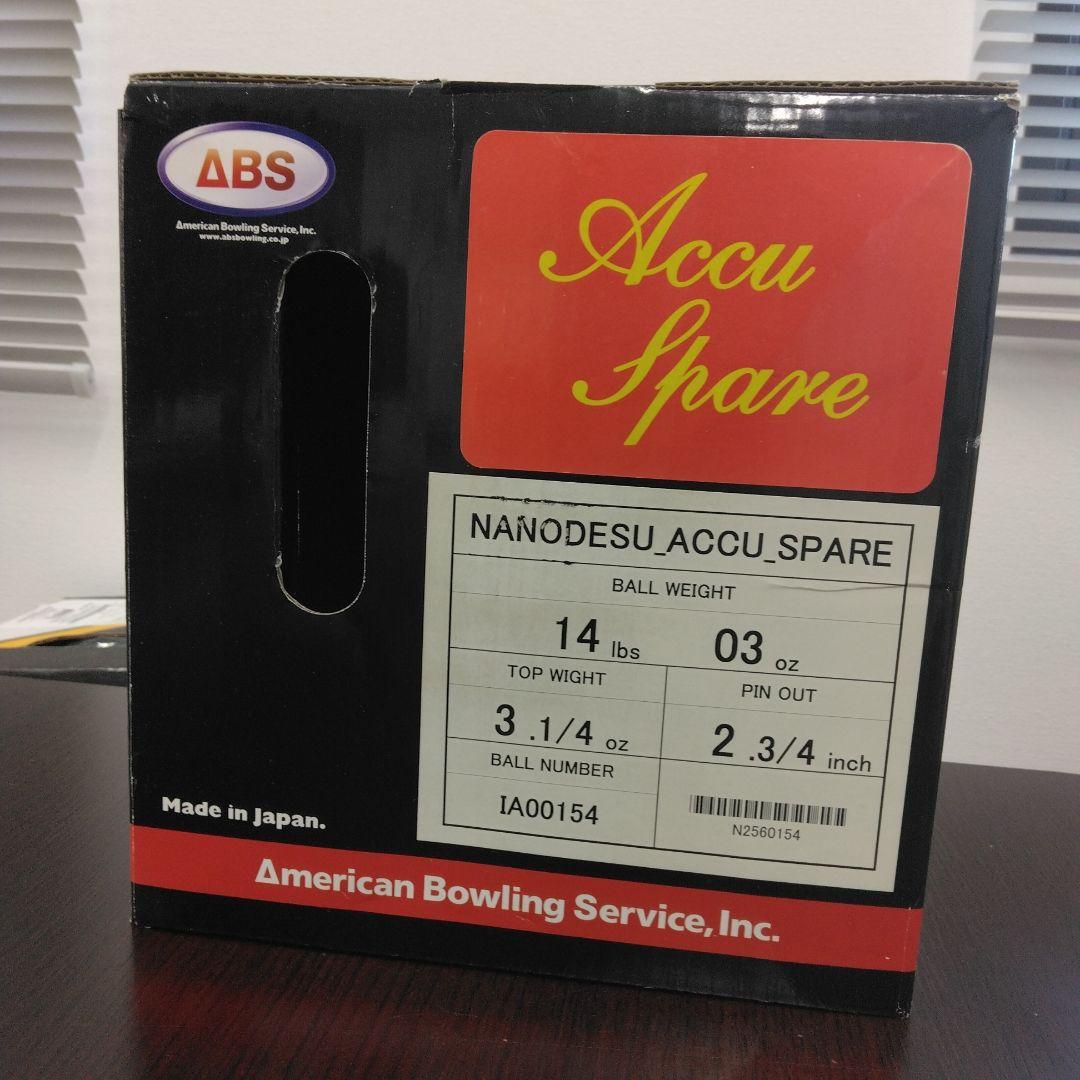 ABS
American Bowling Service, Inc.
www.absbowling.co.jp
Accu
Spare
NANODESU_ACCU_SPARE
BALL WEIGHT
14 lbs 03 oz
TOP WIGHT
PIN OUT
3 .1/4 oz
2 .3/4 inch
BALL NUMBER
IA00154
N2560154
Made in Japan.
American Bowling Service, Inc.